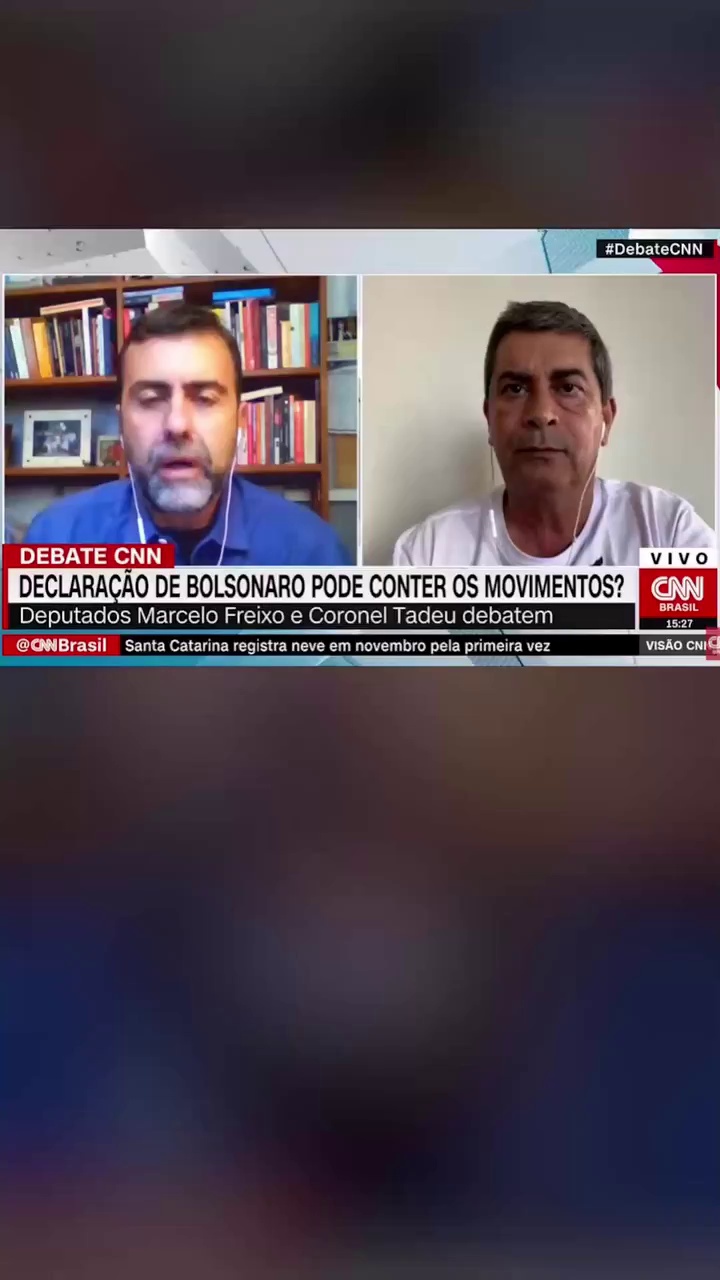 #DebateCNN
DEBATE CNN
VIVO
DECLARAÇÃO DE BOLSONARO PODE CONTER OS MOVIMENTOS?
Deputados Marcelo Freixo e Coronel Tadeu debatem
CNN
BRASIL
15:27
@CNNBrasil
Santa Catarina registra neve em novembro pela primeira vez
VISÃO CN